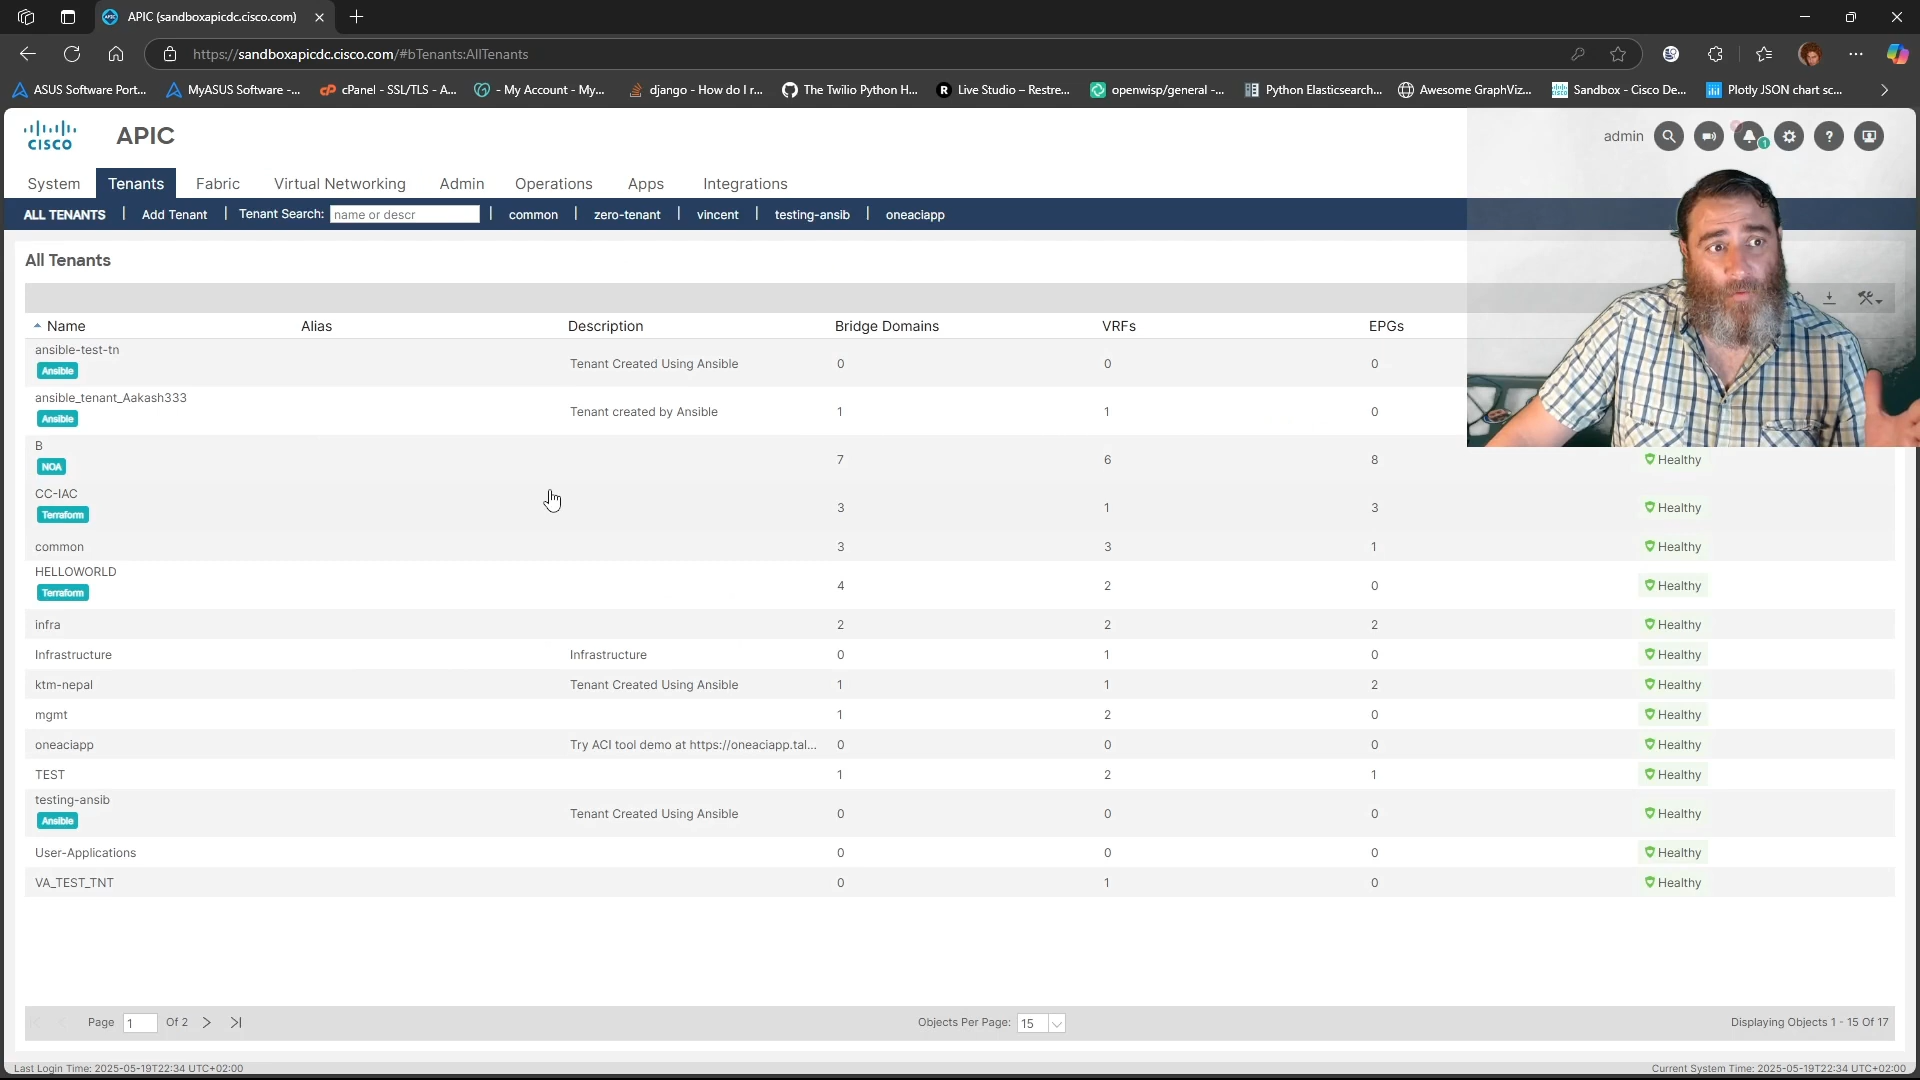 APIC (sandboxapicdc.cisco.com)
https://sandboxapicdc.cisco.com/#bTenants:AllTenants
ASUS Software Port... MyASUS Software -... cPanel - SSL/TLS - A... - My Account - My... django - How do I r... The Twilio Python H... Live Studio – Restre... openwisp/general -... Python Elasticsearch... Awesome GraphViz... Sandbox - Cisco De... Plotly JSON chart sc...
CISCO APIC admin 1
System Tenants Fabric Virtual Networking Admin Operations Apps Integrations
ALL TENANTS | Add Tenant | Tenant Search: name or descr | common | zero-tenant | vincent | testing-ansib | oneaciapp
All Tenants
Name Alias Description Bridge Domains VRFs EPGs
ansible-test-tn
Ansible
Tenant Created Using Ansible 0 0 0
ansible_tenant_Aakash333
Ansible
Tenant created by Ansible 1 1 0
B
NOA
7 6 8 Healthy
CC-IAC
Terraform
3 1 3 Healthy
common 3 3 1 Healthy
HELLOWORLD
Terraform
4 2 0 Healthy
infra 2 2 2 Healthy
Infrastructure Infrastructure 0 1 0 Healthy
ktm-nepal Tenant Created Using Ansible 1 1 2 Healthy
mgmt 1 2 0 Healthy
oneaciapp Try ACI tool demo at https://oneaciapp.tal... 0 0 0 Healthy
TEST 1 2 1 Healthy
testing-ansib
Ansible
Tenant Created Using Ansible 0 0 0 Healthy
User-Applications 0 0 0 Healthy
VA_TEST_TNT 0 1 0 Healthy
Page 1 Of 2 Objects Per Page: 15 Displaying Objects 1 - 15 Of 17
Last Login Time: 2025-05-19T22:34 UTC+02:00 Current System Time: 2025-05-19T22:34 UTC+02:00